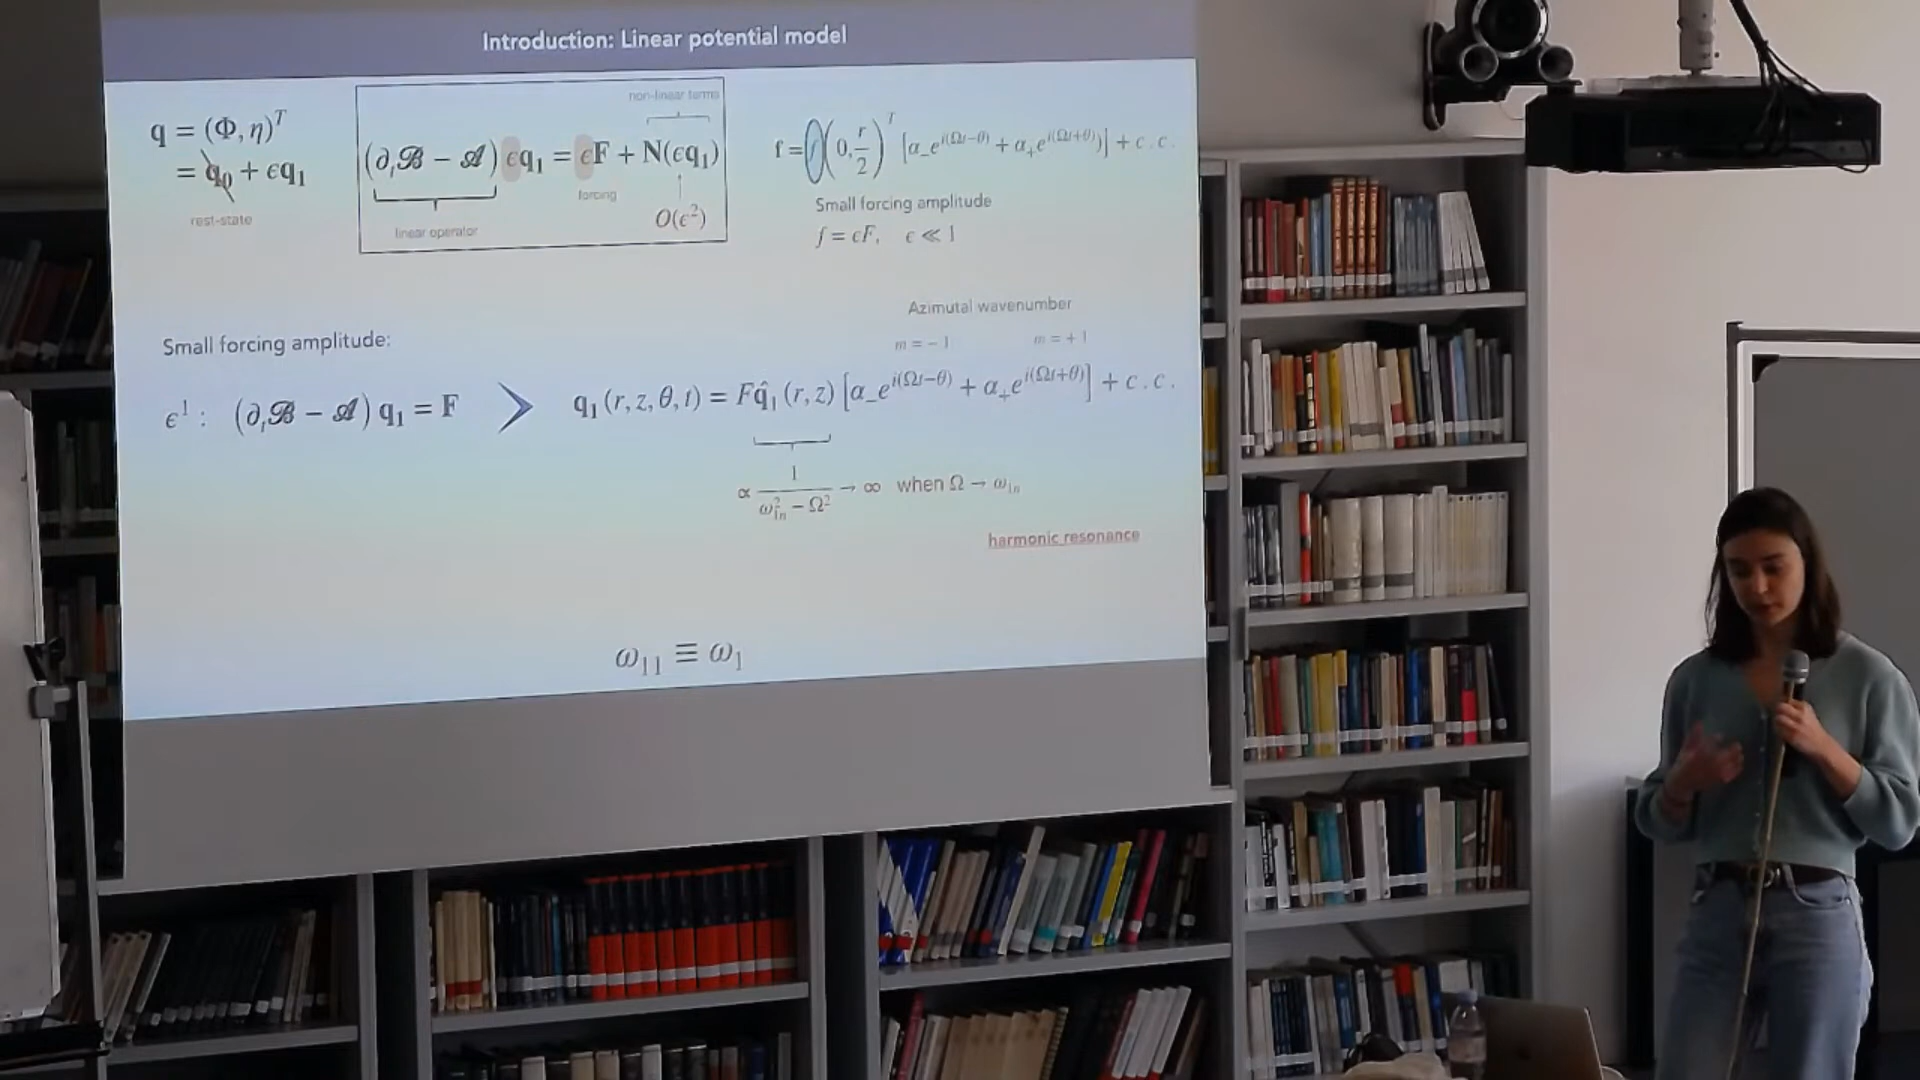 Introduction: Linear potential model
q = (Φ, η)ᵀ
= q₀ + ϵq₁
rest-state
non-linear terms
(∂ₜℬ − 𝒜) ϵq₁ = ϵF + N(ϵq₁)
linear operator
forcing
O(ϵ²)
f = f (0, r/2)ᵀ [α₋e^{i(Ωt−θ)} + α₊e^{i(Ωt+θ)}] + c.c.
Small forcing amplitude
f = ϵF, ϵ ≪ 1
Small forcing amplitude:
ϵ¹ : (∂ₜℬ − 𝒜) q₁ = F
Azimutal wavenumber
m = − 1 m = + 1
q₁ (r, z, θ, t) = Fq̂₁ (r, z) [α₋e^{i(Ωt−θ)} + α₊e^{i(Ωt+θ)}] + c.c.
∝ 1 / (ω²₁ₙ − Ω²) → ∞ when Ω → ω₁ₙ
harmonic resonance
ω₁₁ ≡ ω₁